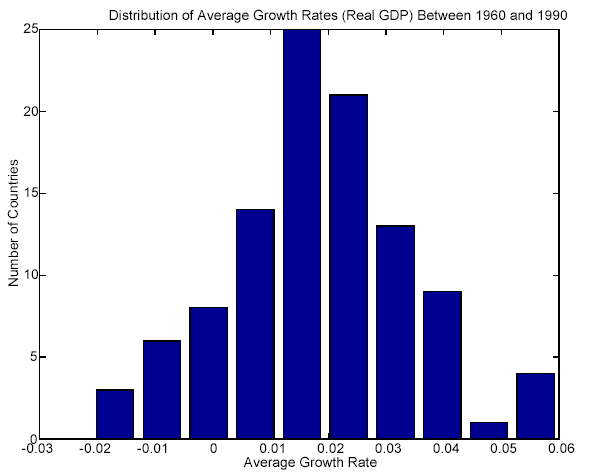 Distribution of Average Growth Rates (Real GDP) Between 1960 and 1990
25
20
15
10
5
0
Number of Countries
-0.03 -0.02 -0.01 0 0.01 0.02 0.03 0.04 0.05 0.06
Average Growth Rate